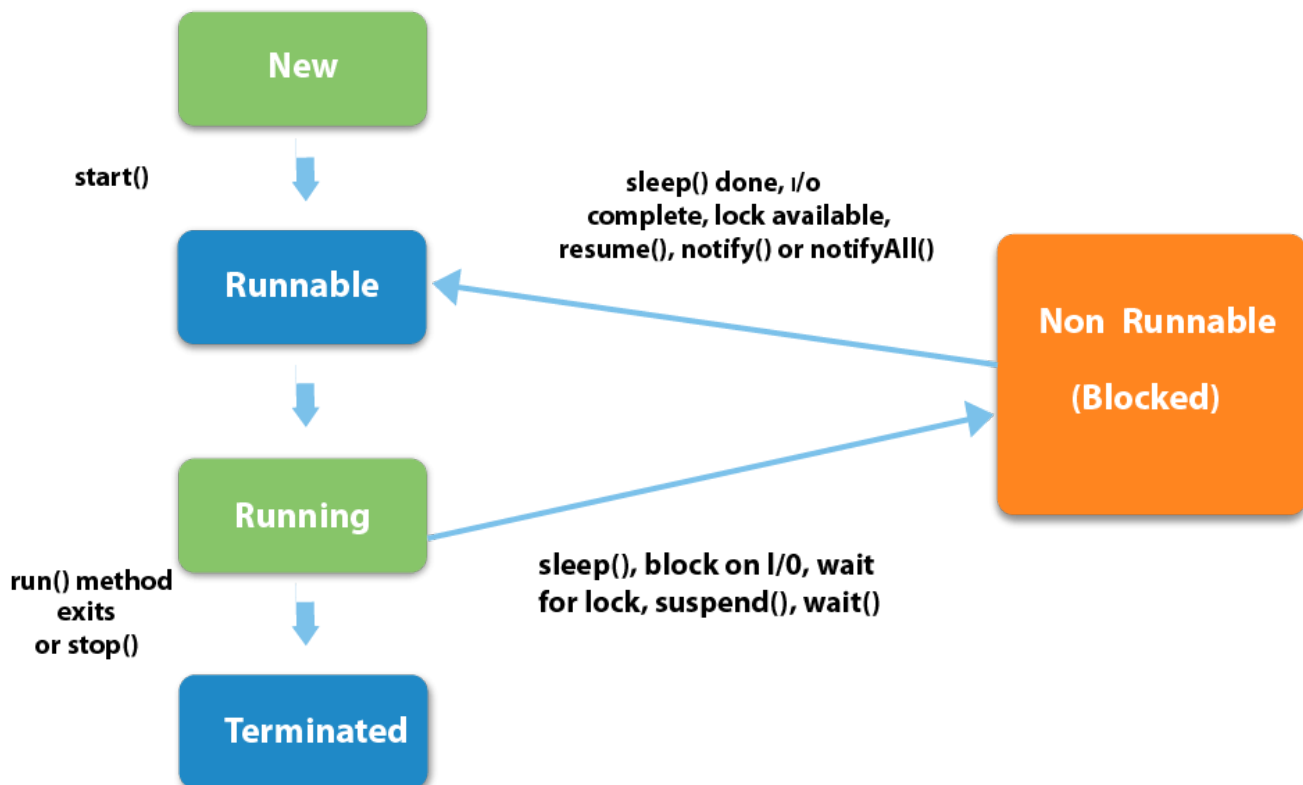 New
start()
sleep() done, ı/o
complete, lock available,
resume(), notify() or notifyAll()
Runnable
Non Runnable
(Blocked)
Running
sleep(), block on l/0, wait
for lock, suspend(), wait()
run() method
exits
or stop()
Terminated